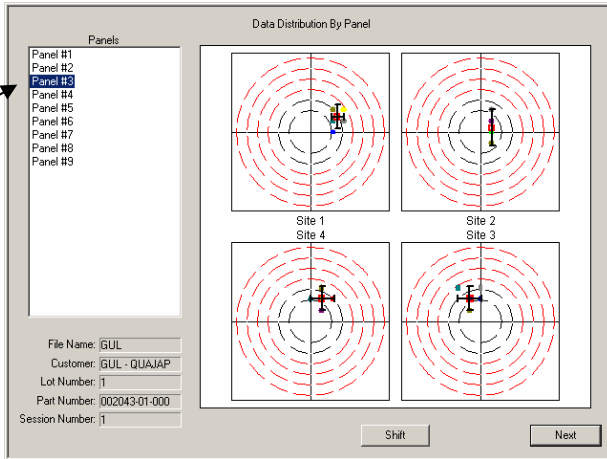 Data Distribution By Panel
Panels
Panel #1
Panel #2
Panel #3
Panel #4
Panel #5
Panel #6
Panel #7
Panel #8
Panel #9
Site 1
Site 2
Site 4
Site 3
File Name: GUL
Customer: GUL - QUAJAP
Lot Number: 1
Part Number: 002043-01-000
Session Number: 1
Shift
Next